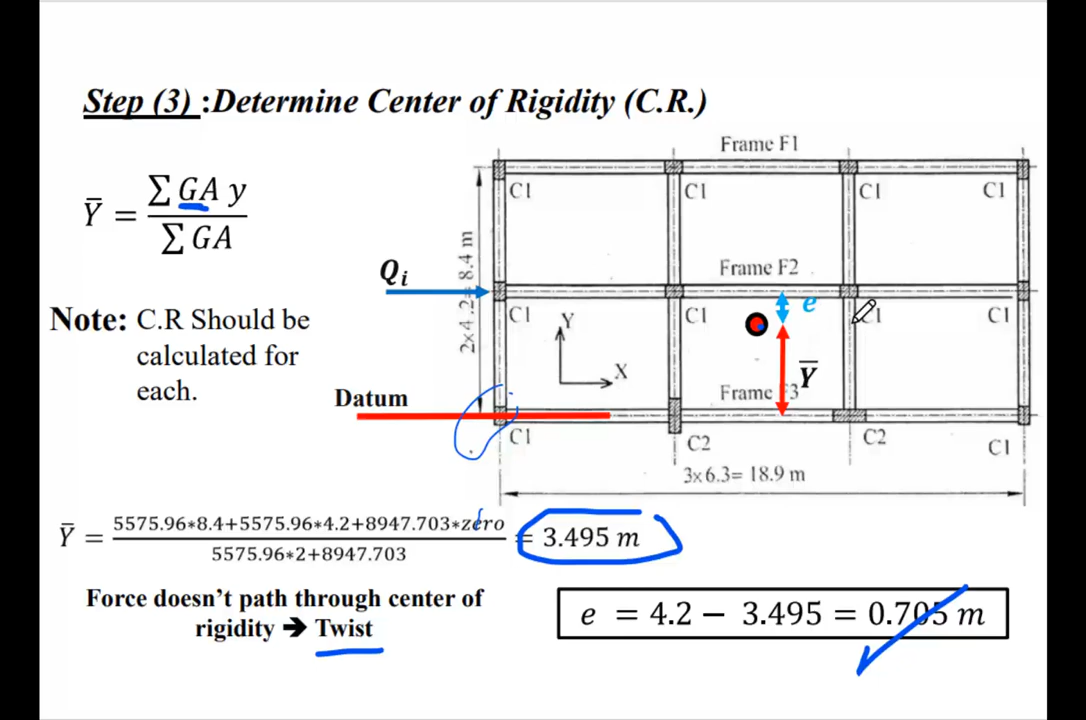 Step (3) :Determine Center of Rigidity (C.R.)
Ȳ = ∑ GA y / ∑ GA
Note: C.R Should be
calculated for
each.
Frame F1
C1 C1 C1 C1
2×4.2=8.4 m
Qᵢ
Frame F2
e
C1 C1 C1 C1
Y
X
Ȳ
Datum
Frame F3
C1 C2 C2 C1
3×6.3= 18.9 m
Ȳ = 5575.96*8.4+5575.96*4.2+8947.703*zero / 5575.96*2+8947.703 = 3.495 m
Force doesn't path through center of
rigidity ➔ Twist
e = 4.2 − 3.495 = 0.705 m